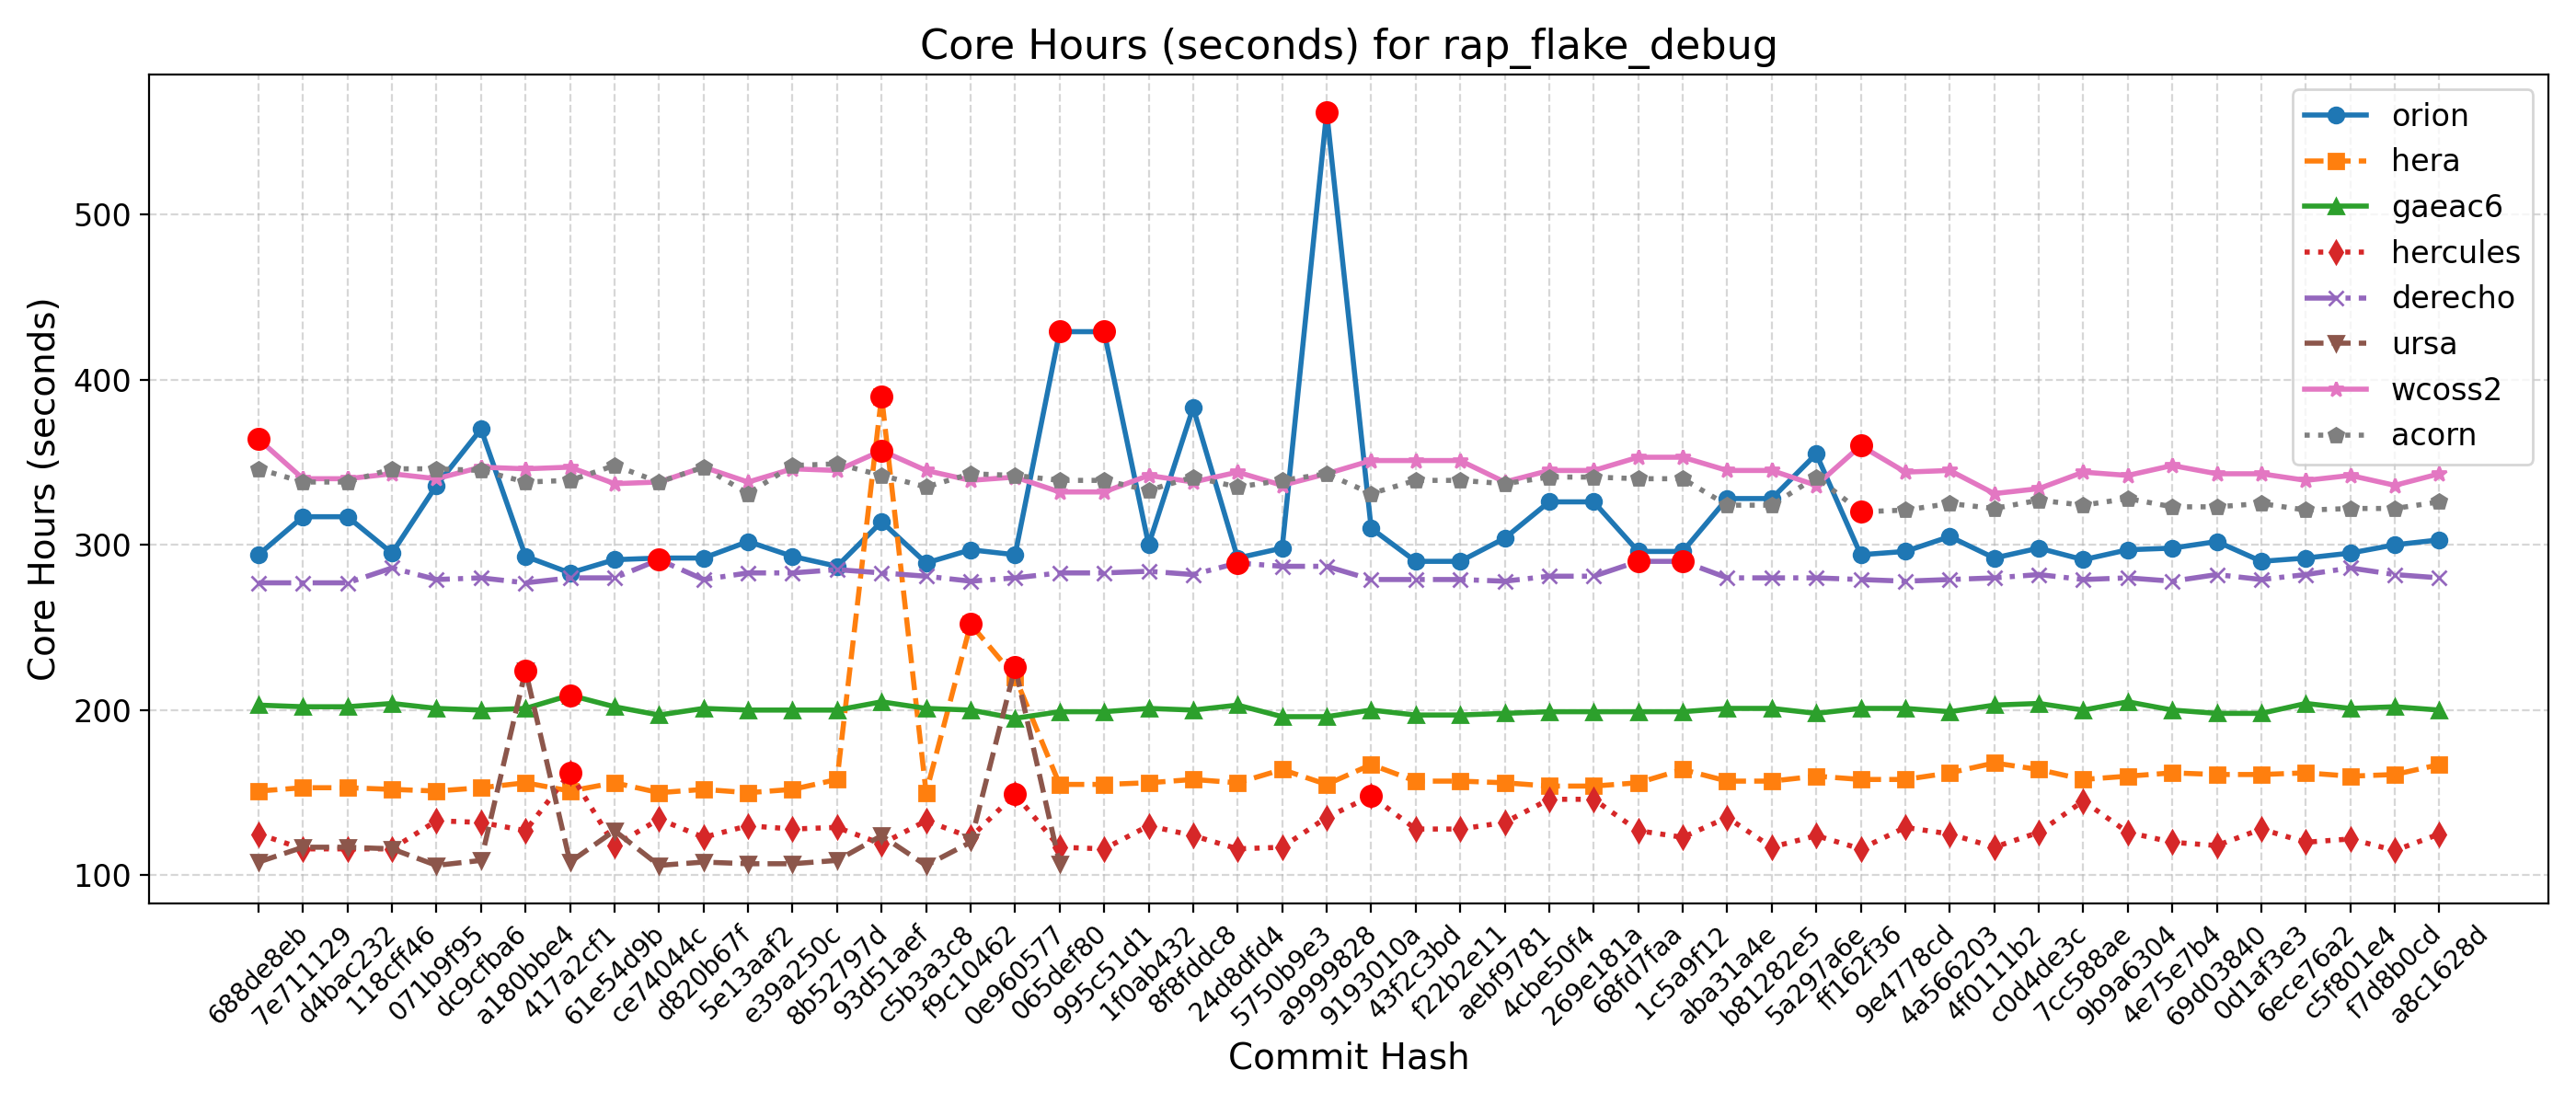 Core Hours (seconds) for rap_flake_debug
Core Hours (seconds)
500
400
300
200
100
orion
hera
gaeac6
hercules
derecho
ursa
wcoss2
acorn
688de8eb
7e711129
d4bac232
118cff46
071b9f95
dc9cfba6
a180bbe4
417a2cf1
61e54d9b
ce74044c
d820b67f
5e13aaf2
e39a250c
8b52797d
93d51aef
c5b3a3c8
f9c10462
0e960577
065def80
995c51d1
1f0ab432
8f8fddc8
24d8dfd4
5750b9e3
a9999828
9193010a
43f2c3bd
f22b2e11
aebf9781
4cbe50f4
269e181a
68fd7faa
1c5a9f12
aba31a4e
b81282e5
5a297a6e
ff162f36
9e4778cd
4a566203
4f0111b2
c0d4de3c
7cc588ae
9b9a6304
4e75e7b4
69d03840
0d1af3e3
6ece76a2
c5f801e4
f7d8b0cd
a8c1628d
Commit Hash